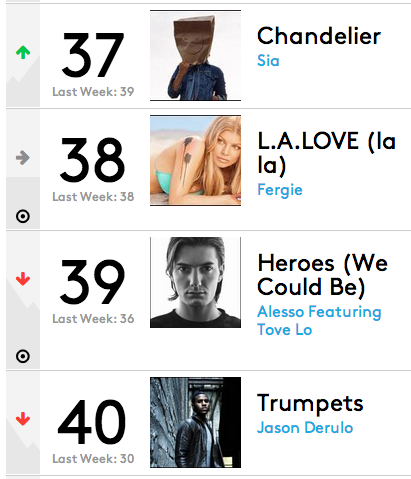 37
Last Week: 39
Chandelier
Sia
38
Last Week: 38
L.A.LOVE (la
la)
Fergie
39
Last Week: 36
Heroes (We
Could Be)
Alesso Featuring
Tove Lo
40
Last Week: 30
Trumpets
Jason Derulo